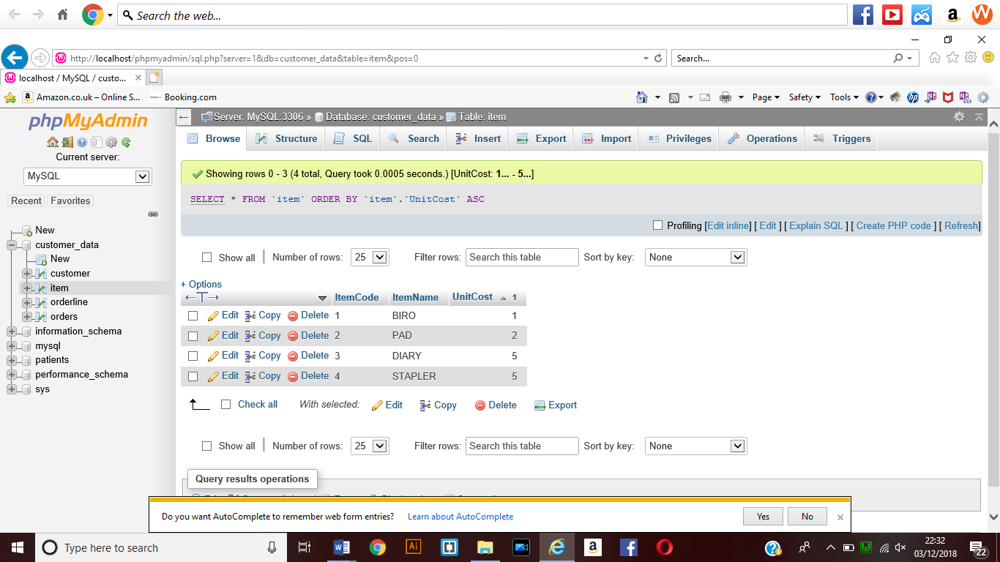 Search the web...
http://localhost/phpmyadmin/sql.php?server=1&db=customer_data&table=item&pos=0
Search...
localhost / MySQL / custo...
Amazon.co.uk – Online S...
Booking.com
Page
Safety
Tools
phpMyAdmin
Current server:
MySQL
Recent
Favorites
New
customer_data
New
customer
item
orderline
orders
information_schema
mysql
patients
performance_schema
sys
Server: MySQL:3306 » Database: customer_data » Table: item
Browse Structure SQL Search Insert Export Import Privileges Operations Triggers
Showing rows 0 - 3 (4 total, Query took 0.0005 seconds.) [UnitCost: 1... - 5...]
SELECT * FROM `item` ORDER BY `item`.`UnitCost` ASC
Profiling [Edit inline] [ Edit ] [ Explain SQL ] [ Create PHP code ] [ Refresh]
Show all Number of rows: 25 Filter rows: Search this table Sort by key: None
+ Options
ItemCode ItemName UnitCost 1
Edit Copy Delete 1 BIRO 1
Edit Copy Delete 2 PAD 2
Edit Copy Delete 3 DIARY 5
Edit Copy Delete 4 STAPLER 5
Check all With selected: Edit Copy Delete Export
Show all Number of rows: 25 Filter rows: Search this table Sort by key: None
Query results operations
Do you want AutoComplete to remember web form entries? Learn about AutoComplete Yes No
Type here to search
22:32
03/12/2018
22